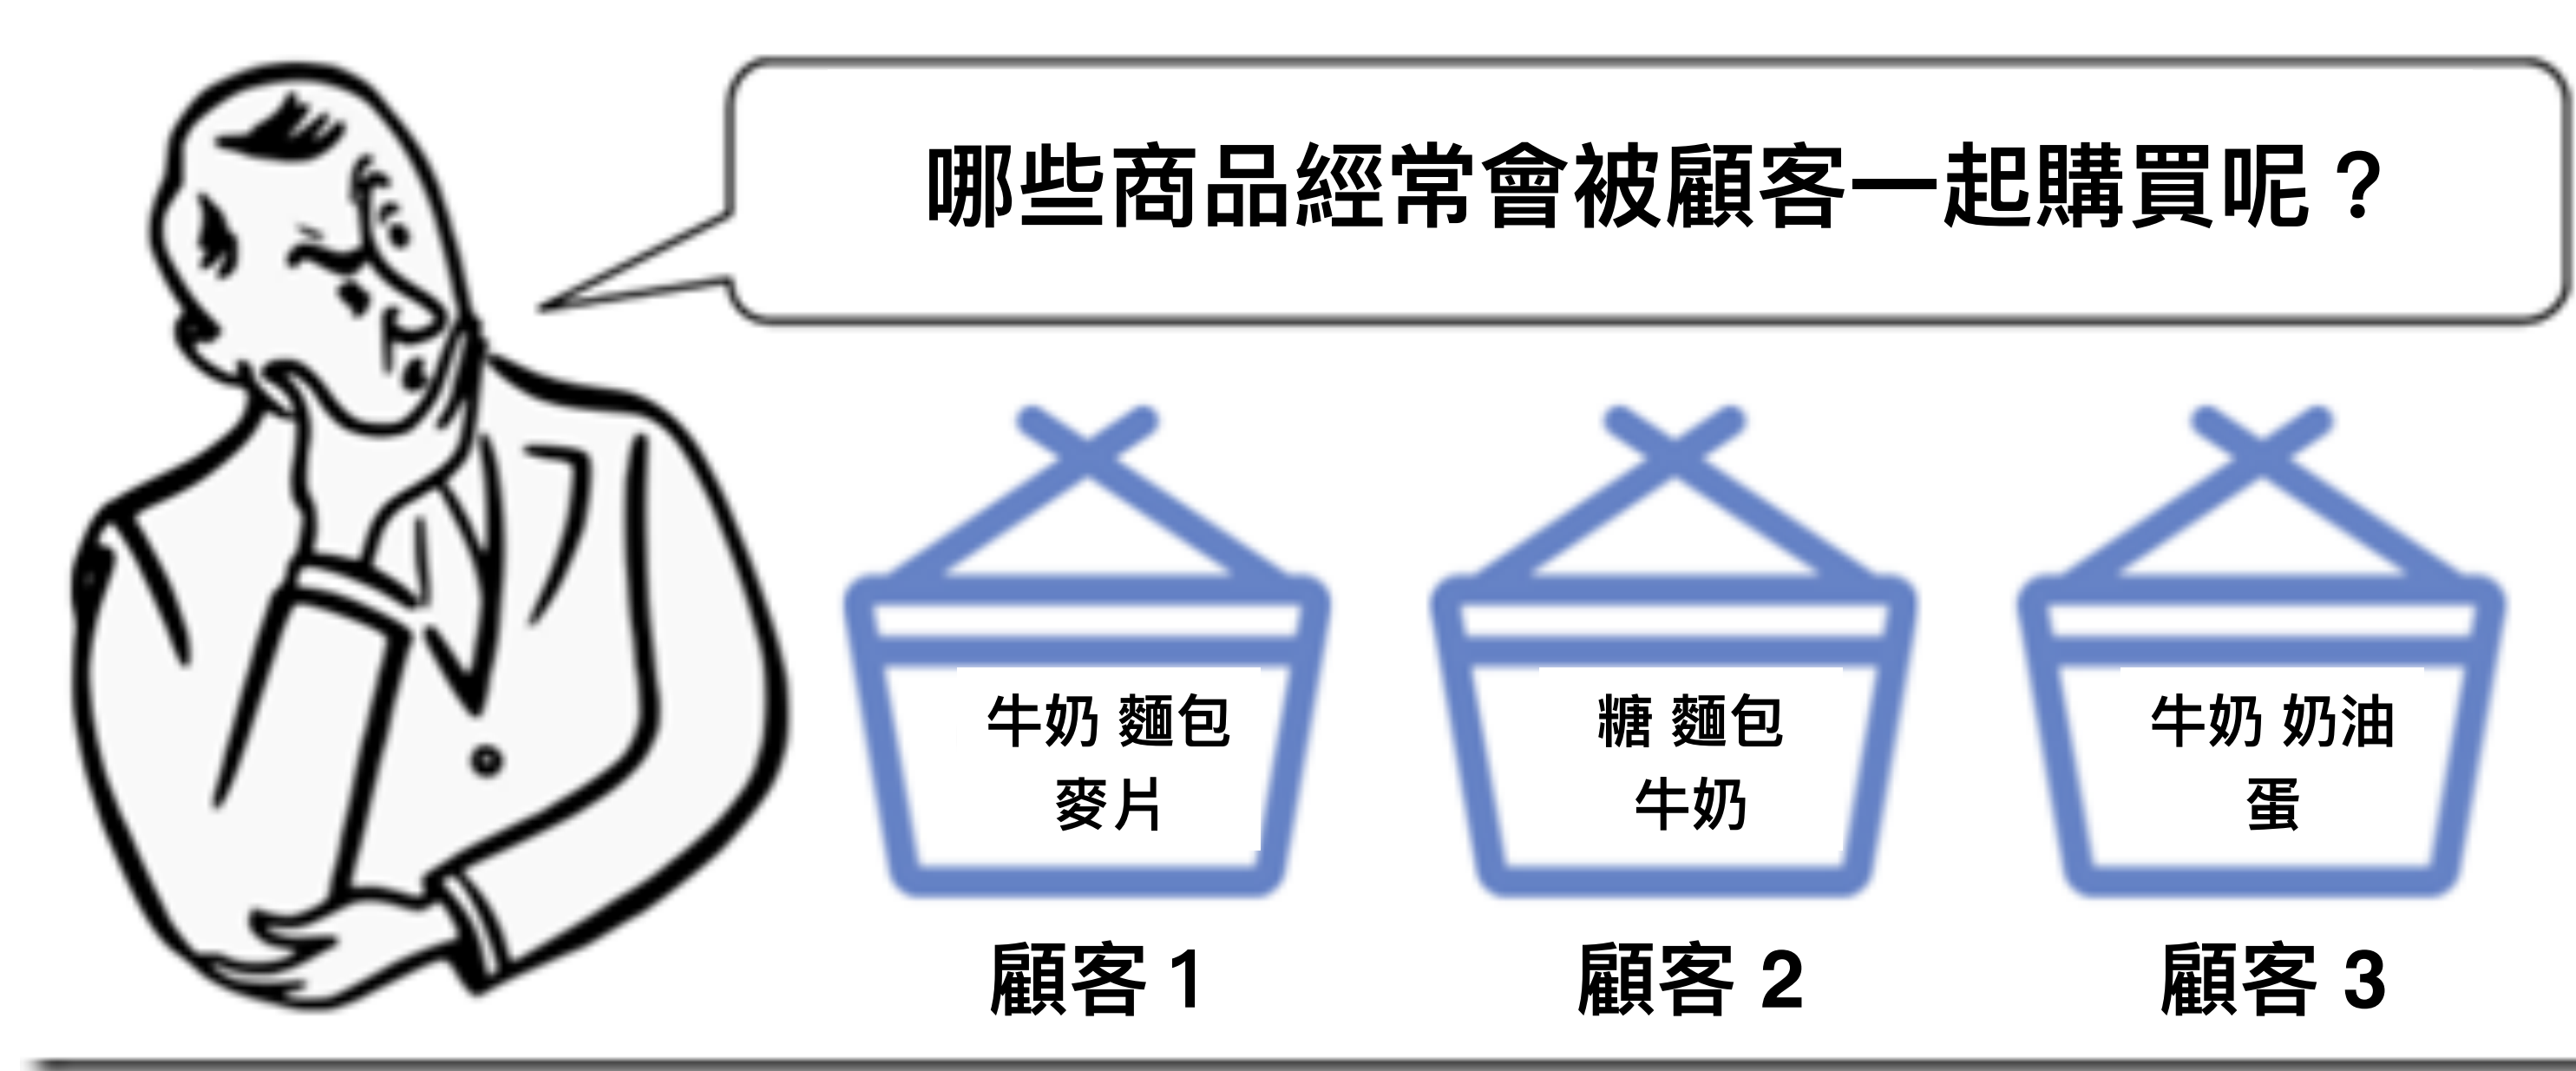 哪些商品經常會被顧客一起購買呢？
牛奶 麵包
麥片
糖 麵包
牛奶
牛奶 奶油
蛋
顧客 1
顧客 2
顧客 3